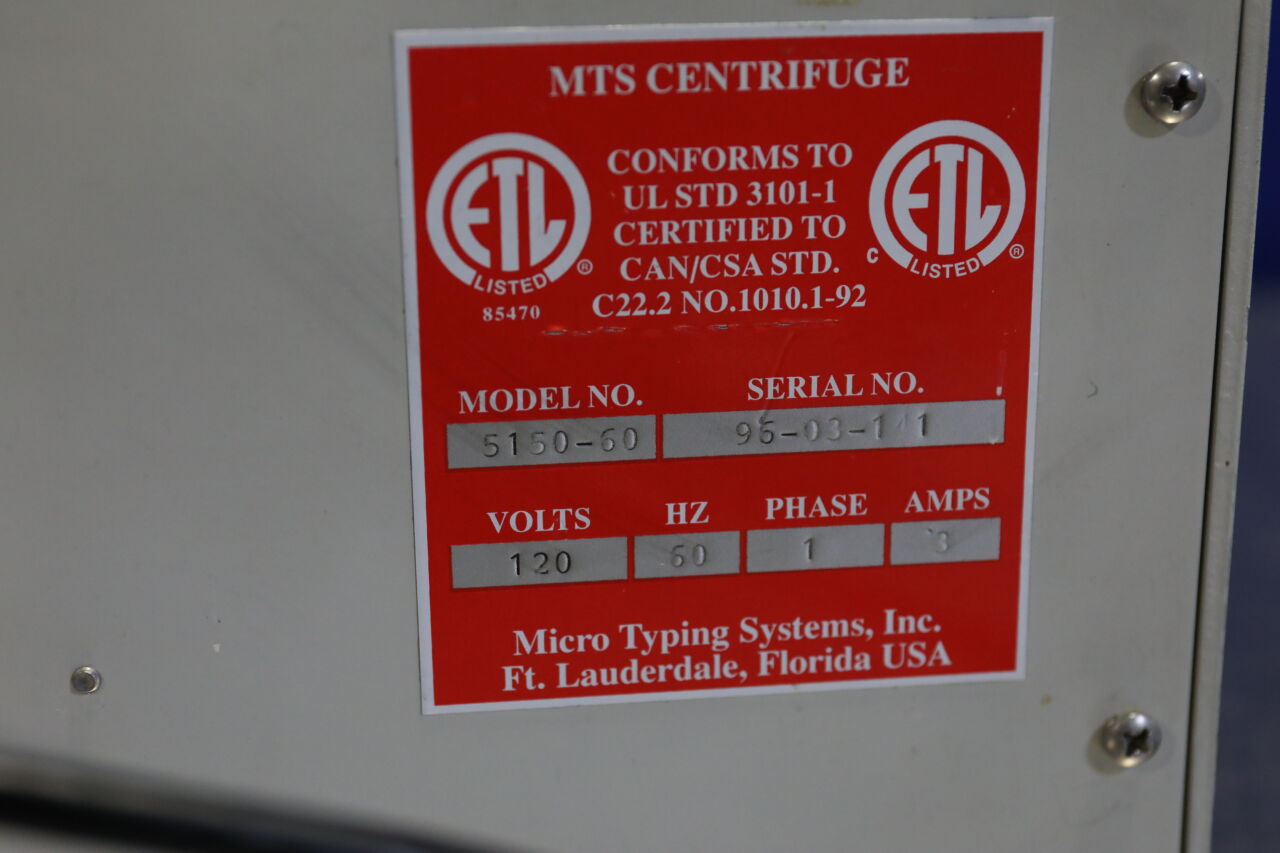 MTS CENTRIFUGE
ETL
LISTED
®
85470
CONFORMS TO
UL STD 3101-1
CERTIFIED TO
CAN/CSA STD.
C22.2 NO.1010.1-92
C
ETL
LISTED
®
MODEL NO.
SERIAL NO.
5150-60
VOLTS
HZ
PHASE
AMPS
120
60
1
3
Micro Typing Systems, Inc.
Ft. Lauderdale, Florida USA